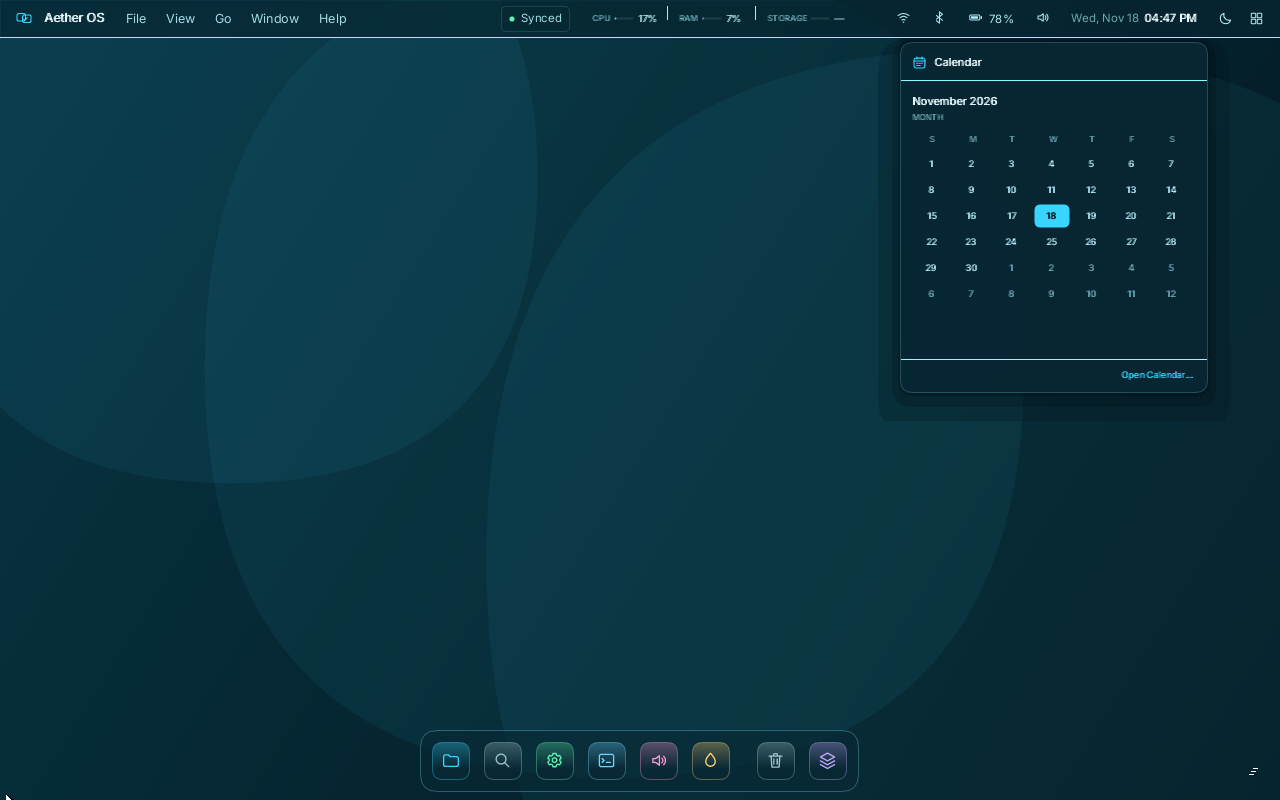 Aether OS File View Go Window Help Synced CPU 17% RAM 7% STORAGE — 78% Wed, Nov 18 04:47 PM
Calendar
November 2026
MONTH
S M T W T F S
1 2 3 4 5 6 7
8 9 10 11 12 13 14
15 16 17 18 19 20 21
22 23 24 25 26 27 28
29 30 1 2 3 4 5
6 7 8 9 10 11 12
Open Calendar...